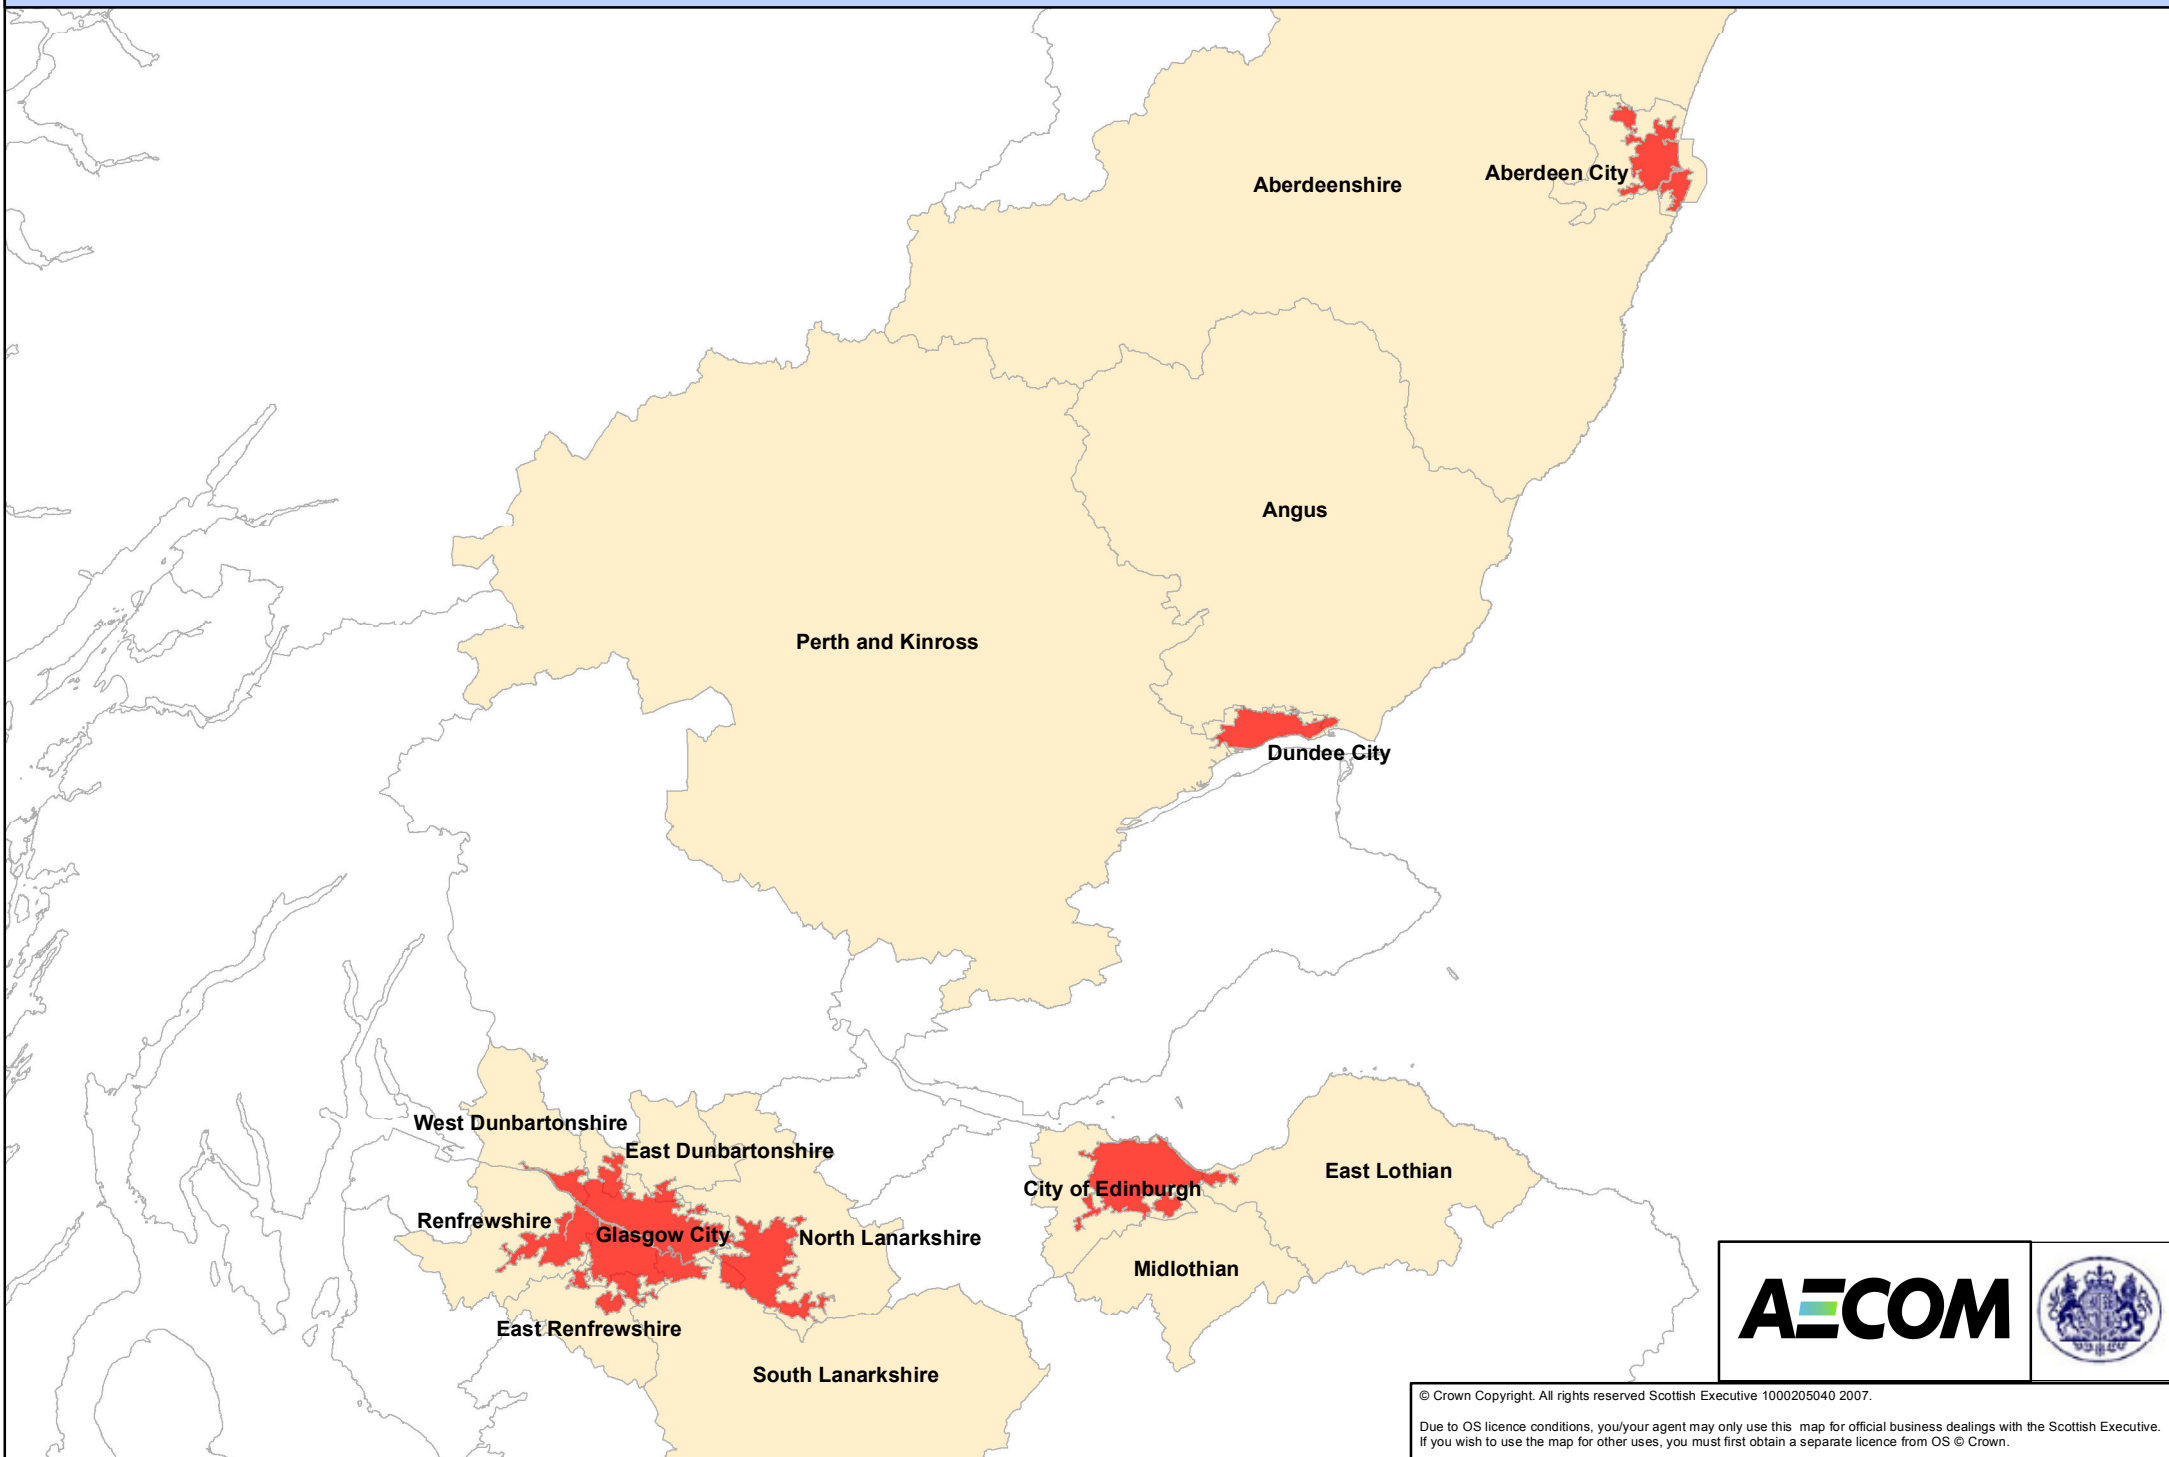 Aberdeenshire
Aberdeen City
Angus
Perth and Kinross
Dundee City
West Dunbartonshire
East Dunbartonshire
East Lothian
City of Edinburgh
Renfrewshire
Glasgow City
North Lanarkshire
Midlothian
East Renfrewshire
South Lanarkshire
AECOM
© Crown Copyright. All rights reserved Scottish Executive 1000205040 2007.
Due to OS licence conditions, you/your agent may only use this map for official business dealings with the Scottish Executive.
If you wish to use the map for other uses, you must first obtain a separate licence from OS © Crown.